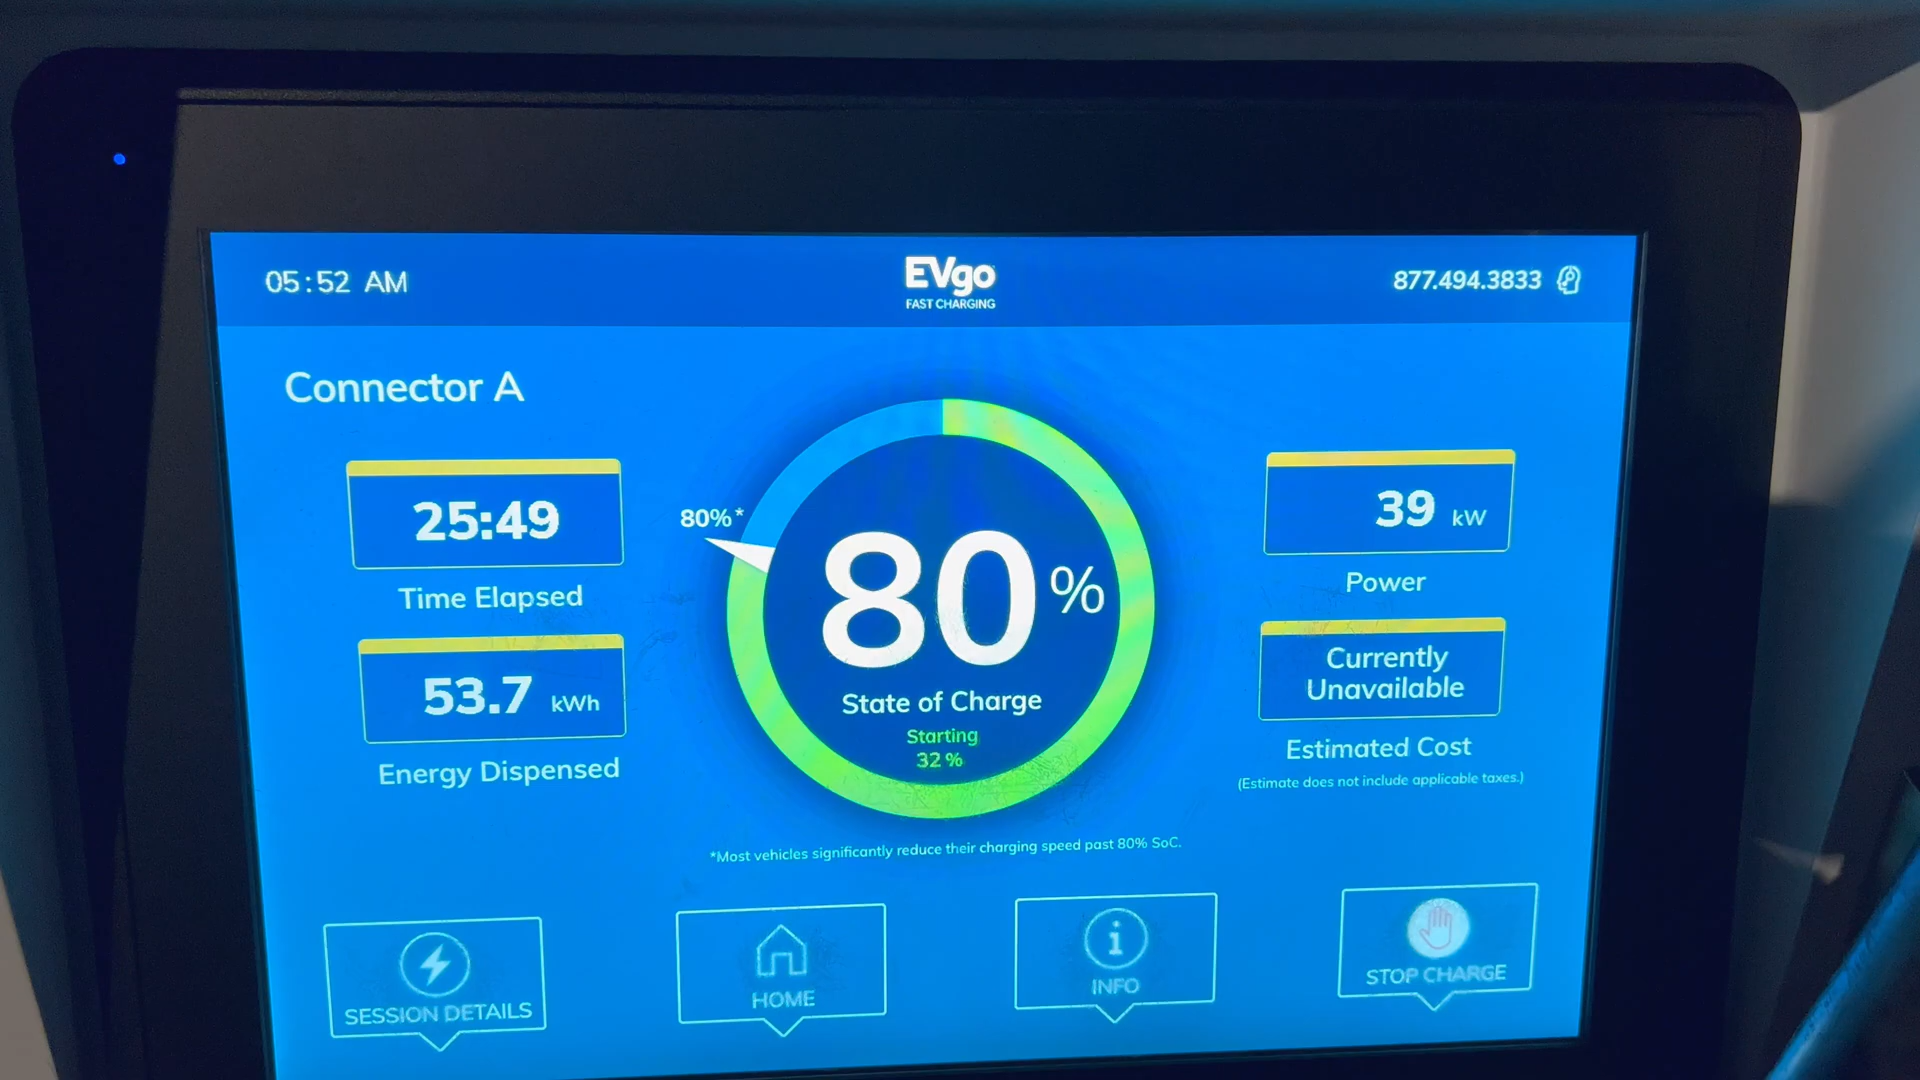 05:52 AM
EVgo
FAST CHARGING
877.494.3833
Connector A
25:49
Time Elapsed
53.7 kWh
Energy Dispensed
80%*
80%
State of Charge
Starting
32%
39 kW
Power
Currently
Unavailable
Estimated Cost
(Estimate does not include applicable taxes.)
*Most vehicles significantly reduce their charging speed past 80% SoC.
SESSION DETAILS
HOME
INFO
STOP CHARGE